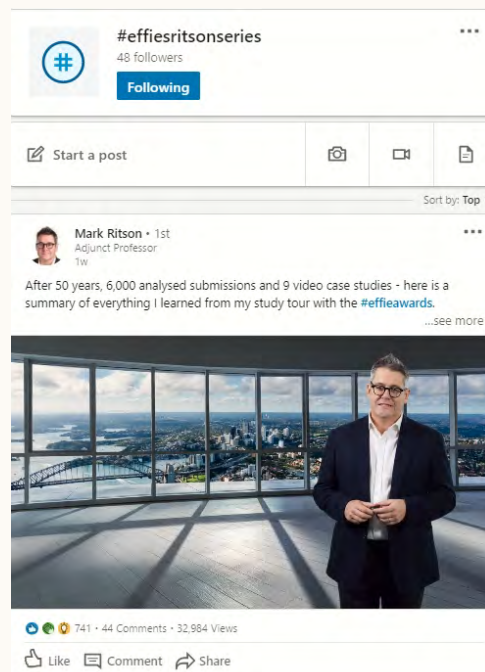 #effiesritsonseries
48 followers
Following
Start a post
Sort by: Top
Mark Ritson • 1st
Adjunct Professor
1w
After 50 years, 6,000 analysed submissions and 9 video case studies - here is a
summary of everything I learned from my study tour with the #effieawards.
...see more
741 • 44 Comments • 32,984 Views
Like Comment Share